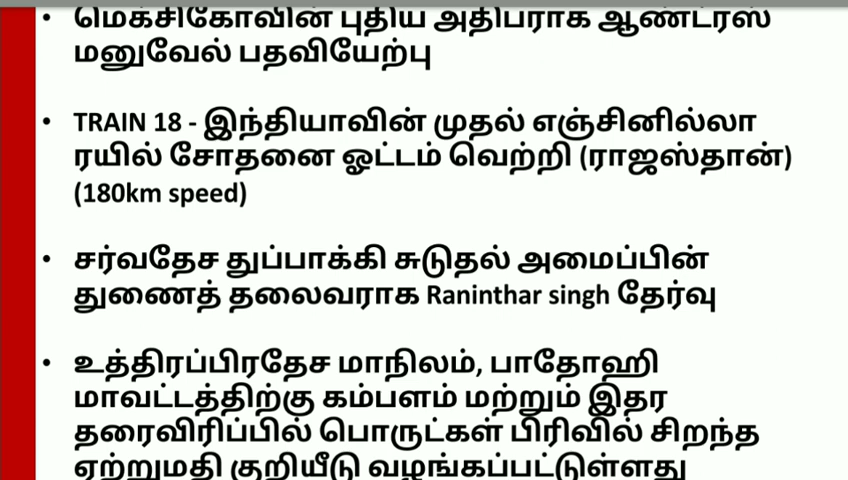 • மெக்சிகோவின் புதிய அதிபராக ஆண்ட்ரஸ்
மனுவேல் பதவியேற்பு
• TRAIN 18 - இந்தியாவின் முதல் எஞ்சினில்லா
ரயில் சோதனை ஓட்டம் வெற்றி (ராஜஸ்தான்)
(180km speed)
• சர்வதேச துப்பாக்கி சுடுதல் அமைப்பின்
துணைத் தலைவராக Raninthar singh தேர்வு
• உத்திரப்பிரதேச மாநிலம், பாதோஹி
மாவட்டத்திற்கு கம்பளம் மற்றும் இதர
தரைவிரிப்பில் பொருட்கள் பிரிவில் சிறந்த
ஏற்றுமதி குறியீடு வழங்கப்பட்டுள்ளது